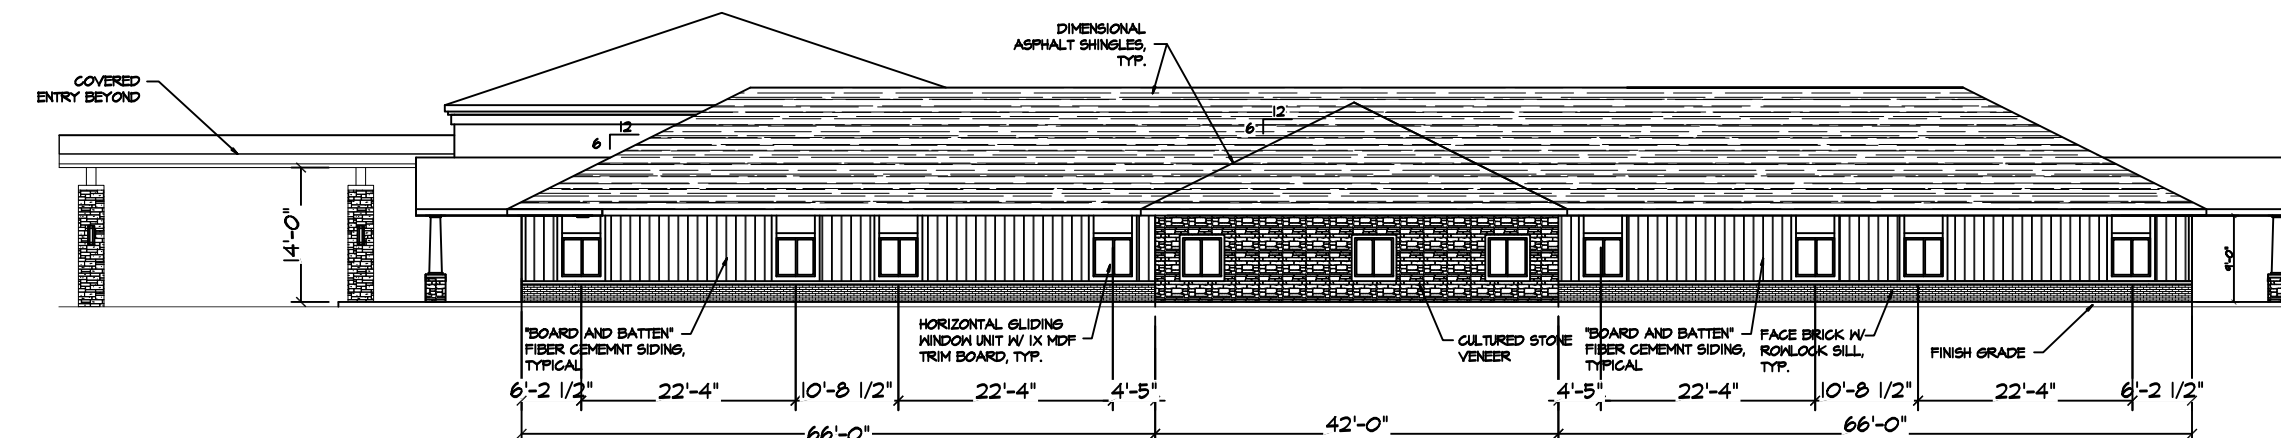 DIMENSIONAL
ASPHALT SHINGLES,
TYP.
COVERED
ENTRY BEYOND
12
6
12
6
14'-0"
9'-0"
"BOARD AND BATTEN"
FIBER CEMEMNT SIDING,
TYPICAL
HORIZONTAL GLIDING
WINDOW UNIT W/ 1X MDF
TRIM BOARD, TYP.
CULTURED STONE
VENEER
"BOARD AND BATTEN"
FIBER CEMEMNT SIDING,
TYPICAL
FACE BRICK W/
ROWLOCK SILL,
TYP.
FINISH GRADE
6'-2 1/2" 22'-4" 10'-8 1/2" 22'-4" 4'-5" 4'-5" 22'-4" 10'-8 1/2" 22'-4" 6'-2 1/2"
66'-0" 42'-0" 66'-0"